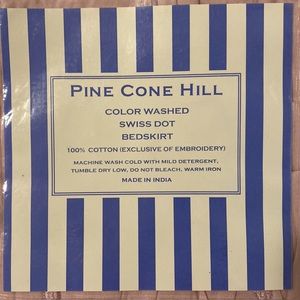 PINE CONE HILL
COLOR WASHED
SWISS DOT
BEDSKIRT
100% COTTON (EXCLUSIVE OF EMBROIDERY)
MACHINE WASH COLD WITH MILD DETERGENT,
TUMBLE DRY LOW, DO NOT BLEACH, WARM IRON
MADE IN INDIA